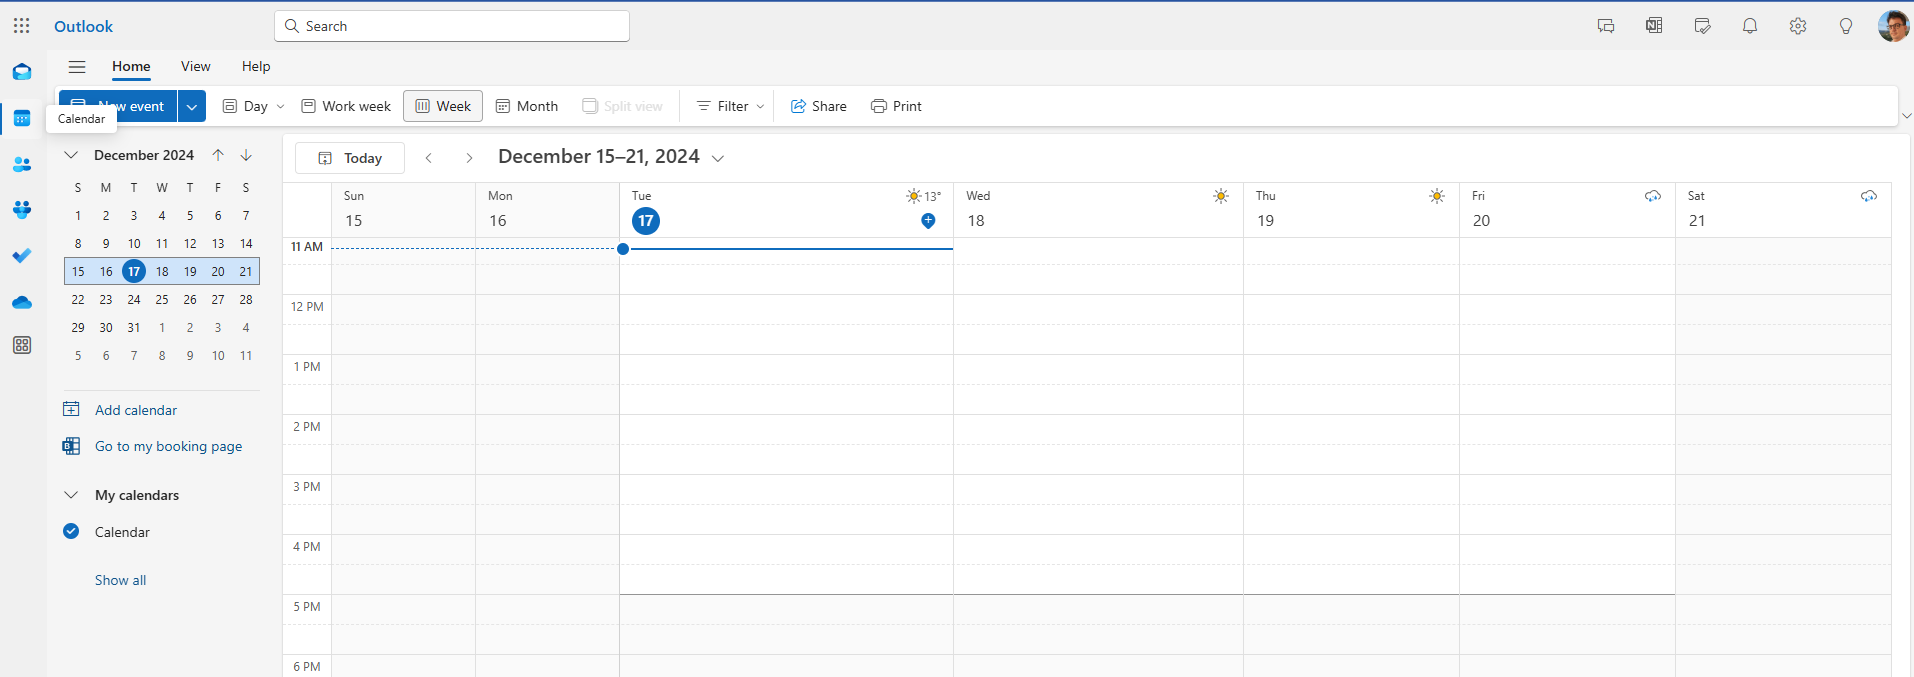 Outlook
Search
Home View Help
New event Day Work week Week Month Split view Filter Share Print
Calendar
December 2024
S M T W T F S
1 2 3 4 5 6 7
8 9 10 11 12 13 14
15 16 17 18 19 20 21
22 23 24 25 26 27 28
29 30 31 1 2 3 4
5 6 7 8 9 10 11
Add calendar
Go to my booking page
My calendars
Calendar
Show all
Today December 15–21, 2024
Sun Mon Tue 13° Wed Thu Fri Sat
15 16 17 18 19 20 21
11 AM
12 PM
1 PM
2 PM
3 PM
4 PM
5 PM
6 PM